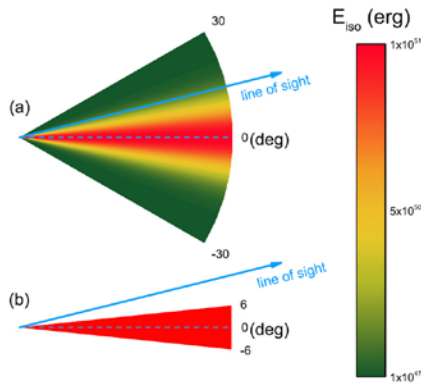 E_iso (erg)
30
1x10^51
(a)
line of sight
0 (deg)
5x10^50
-30
line of sight
(b)
6
0 (deg)
-6
1x10^47